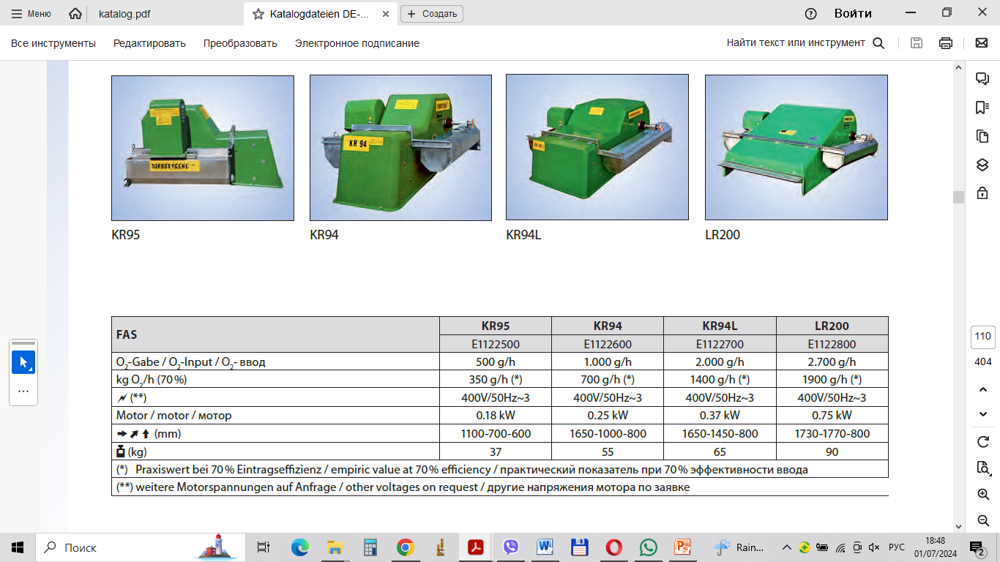 Меню
katalog.pdf
Katalogdateien DE-...
Создать
Войти
Все инструменты
Редактировать
Преобразовать
Электронное подписание
Найти текст или инструмент
TURBOXYGENE
KR 94
KR95
KR94
KR94L
LR200
FAS KR95 KR94 KR94L LR200
E1122500 E1122600 E1122700 E1122800
O2-Gabe / O2-Input / O2- ввод 500 g/h 1.000 g/h 2.000 g/h 2.700 g/h
kg O2/h (70 %) 350 g/h (*) 700 g/h (*) 1400 g/h (*) 1900 g/h (*)
(**) 400V/50Hz~3 400V/50Hz~3 400V/50Hz~3 400V/50Hz~3
Motor / motor / мотор 0.18 kW 0.25 kW 0.37 kW 0.75 kW
(mm) 1100-700-600 1650-1000-800 1650-1450-800 1730-1770-800
(kg) 37 55 65 90
(*) Praxiswert bei 70 % Eintragseffizienz / empiric value at 70 % efficiency / практический показатель при 70 % эффективности ввода
(**) weitere Motorspannungen auf Anfrage / other voltages on request / другие напряжения мотора по заявке
110
404
Поиск
Rain...
РУС
18:48
01/07/2024
2